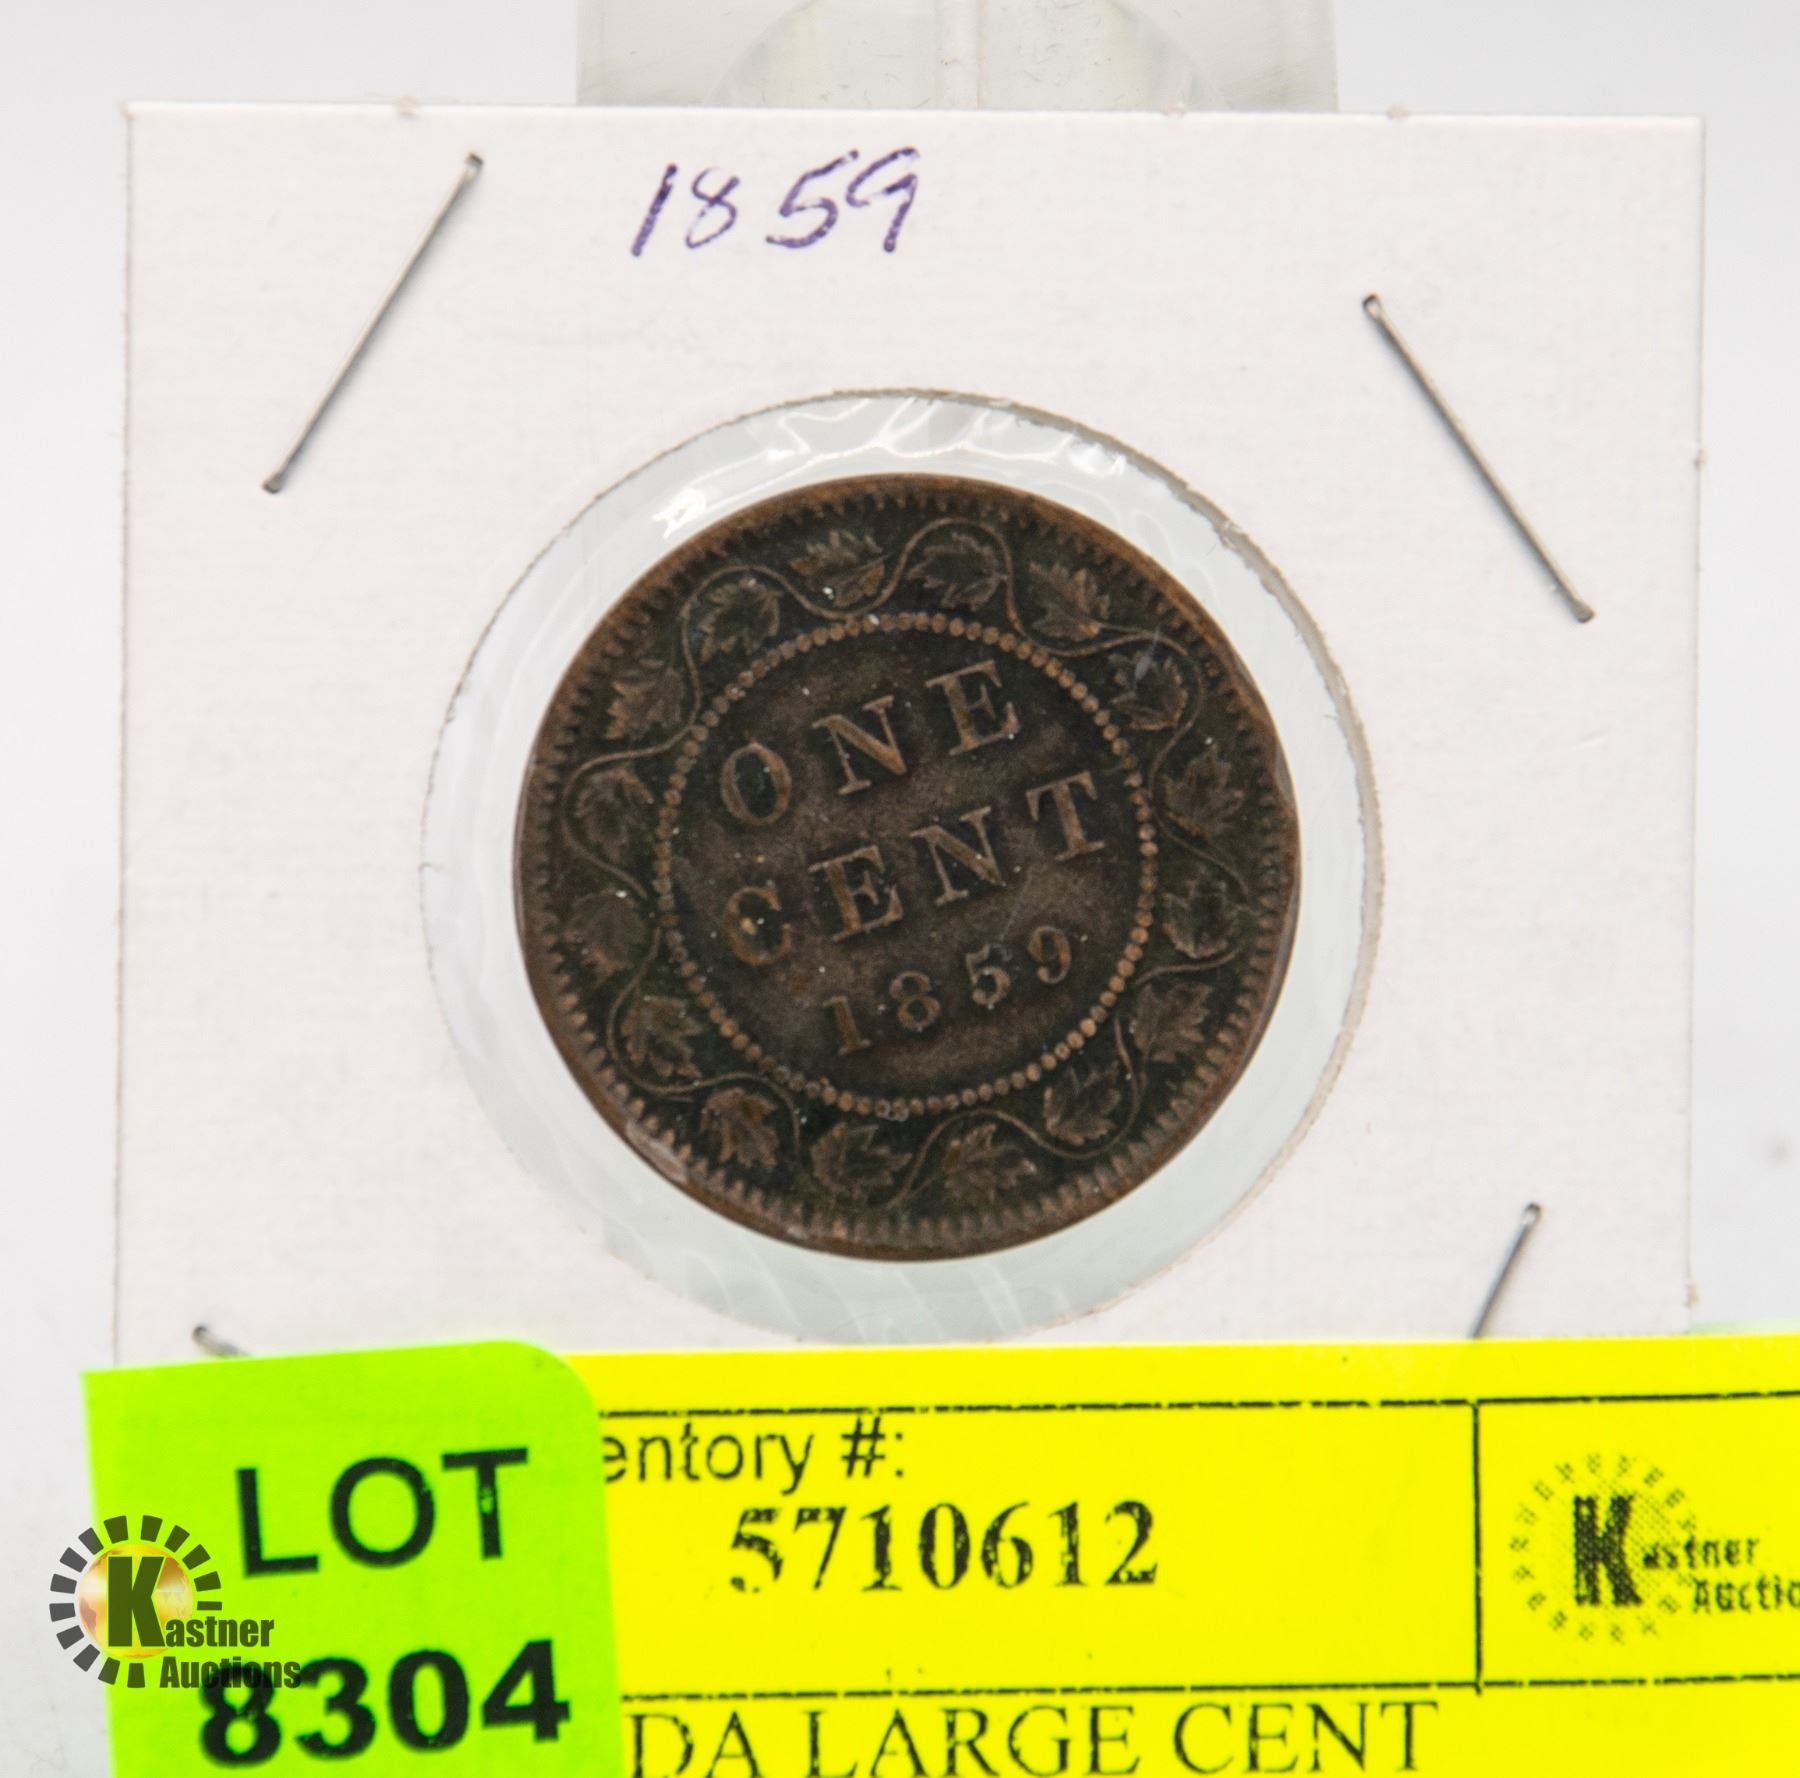 1859
ONE
CENT
1859
LOT
8304
Kastner
Auctions
entory #:
5710612
Kastner
Auctio
DA LARGE CENT